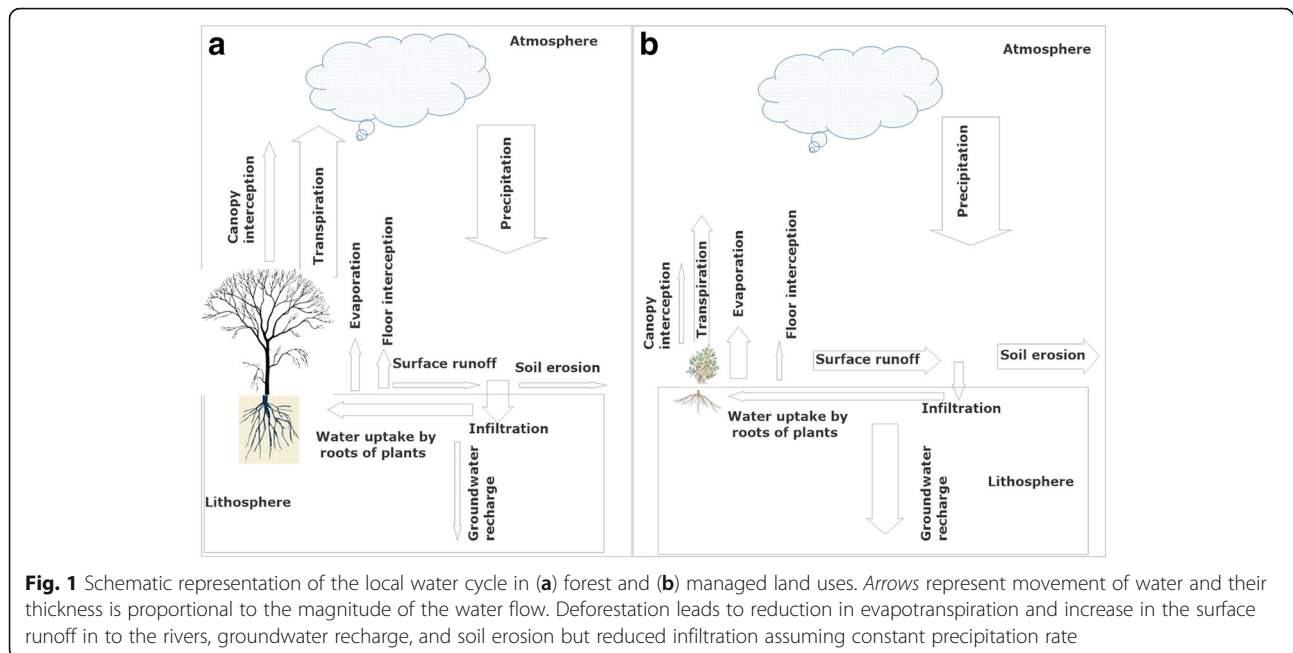 a
Atmosphere
Canopy
interception
Transpiration
Precipitation
Evaporation
Floor interception
Surface runoff
Soil erosion
Infiltration
Water uptake by
roots of plants
Groundwater
recharge
Lithosphere
b
Atmosphere
Canopy
interception
Transpiration
Evaporation
Floor interception
Precipitation
Surface runoff
Soil erosion
Infiltration
Water uptake by
roots of plants
Groundwater
recharge
Lithosphere
Fig. 1 Schematic representation of the local water cycle in (a) forest and (b) managed land uses. Arrows represent movement of water and their
thickness is proportional to the magnitude of the water flow. Deforestation leads to reduction in evapotranspiration and increase in the surface
runoff in to the rivers, groundwater recharge, and soil erosion but reduced infiltration assuming constant precipitation rate